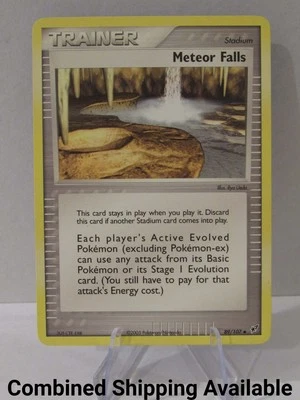 TRAINER
Stadium
Meteor Falls
This card stays in play when you play it. Discard
this card if another Stadium card comes into play.
Each player's Active Evolved
Pokémon (excluding Pokémon-ex)
can use any attack from its Basic
Pokémon or its Stage 1 Evolution
card. (You still have to pay for that
attack's Energy cost.)
89/107
Combined Shipping Available